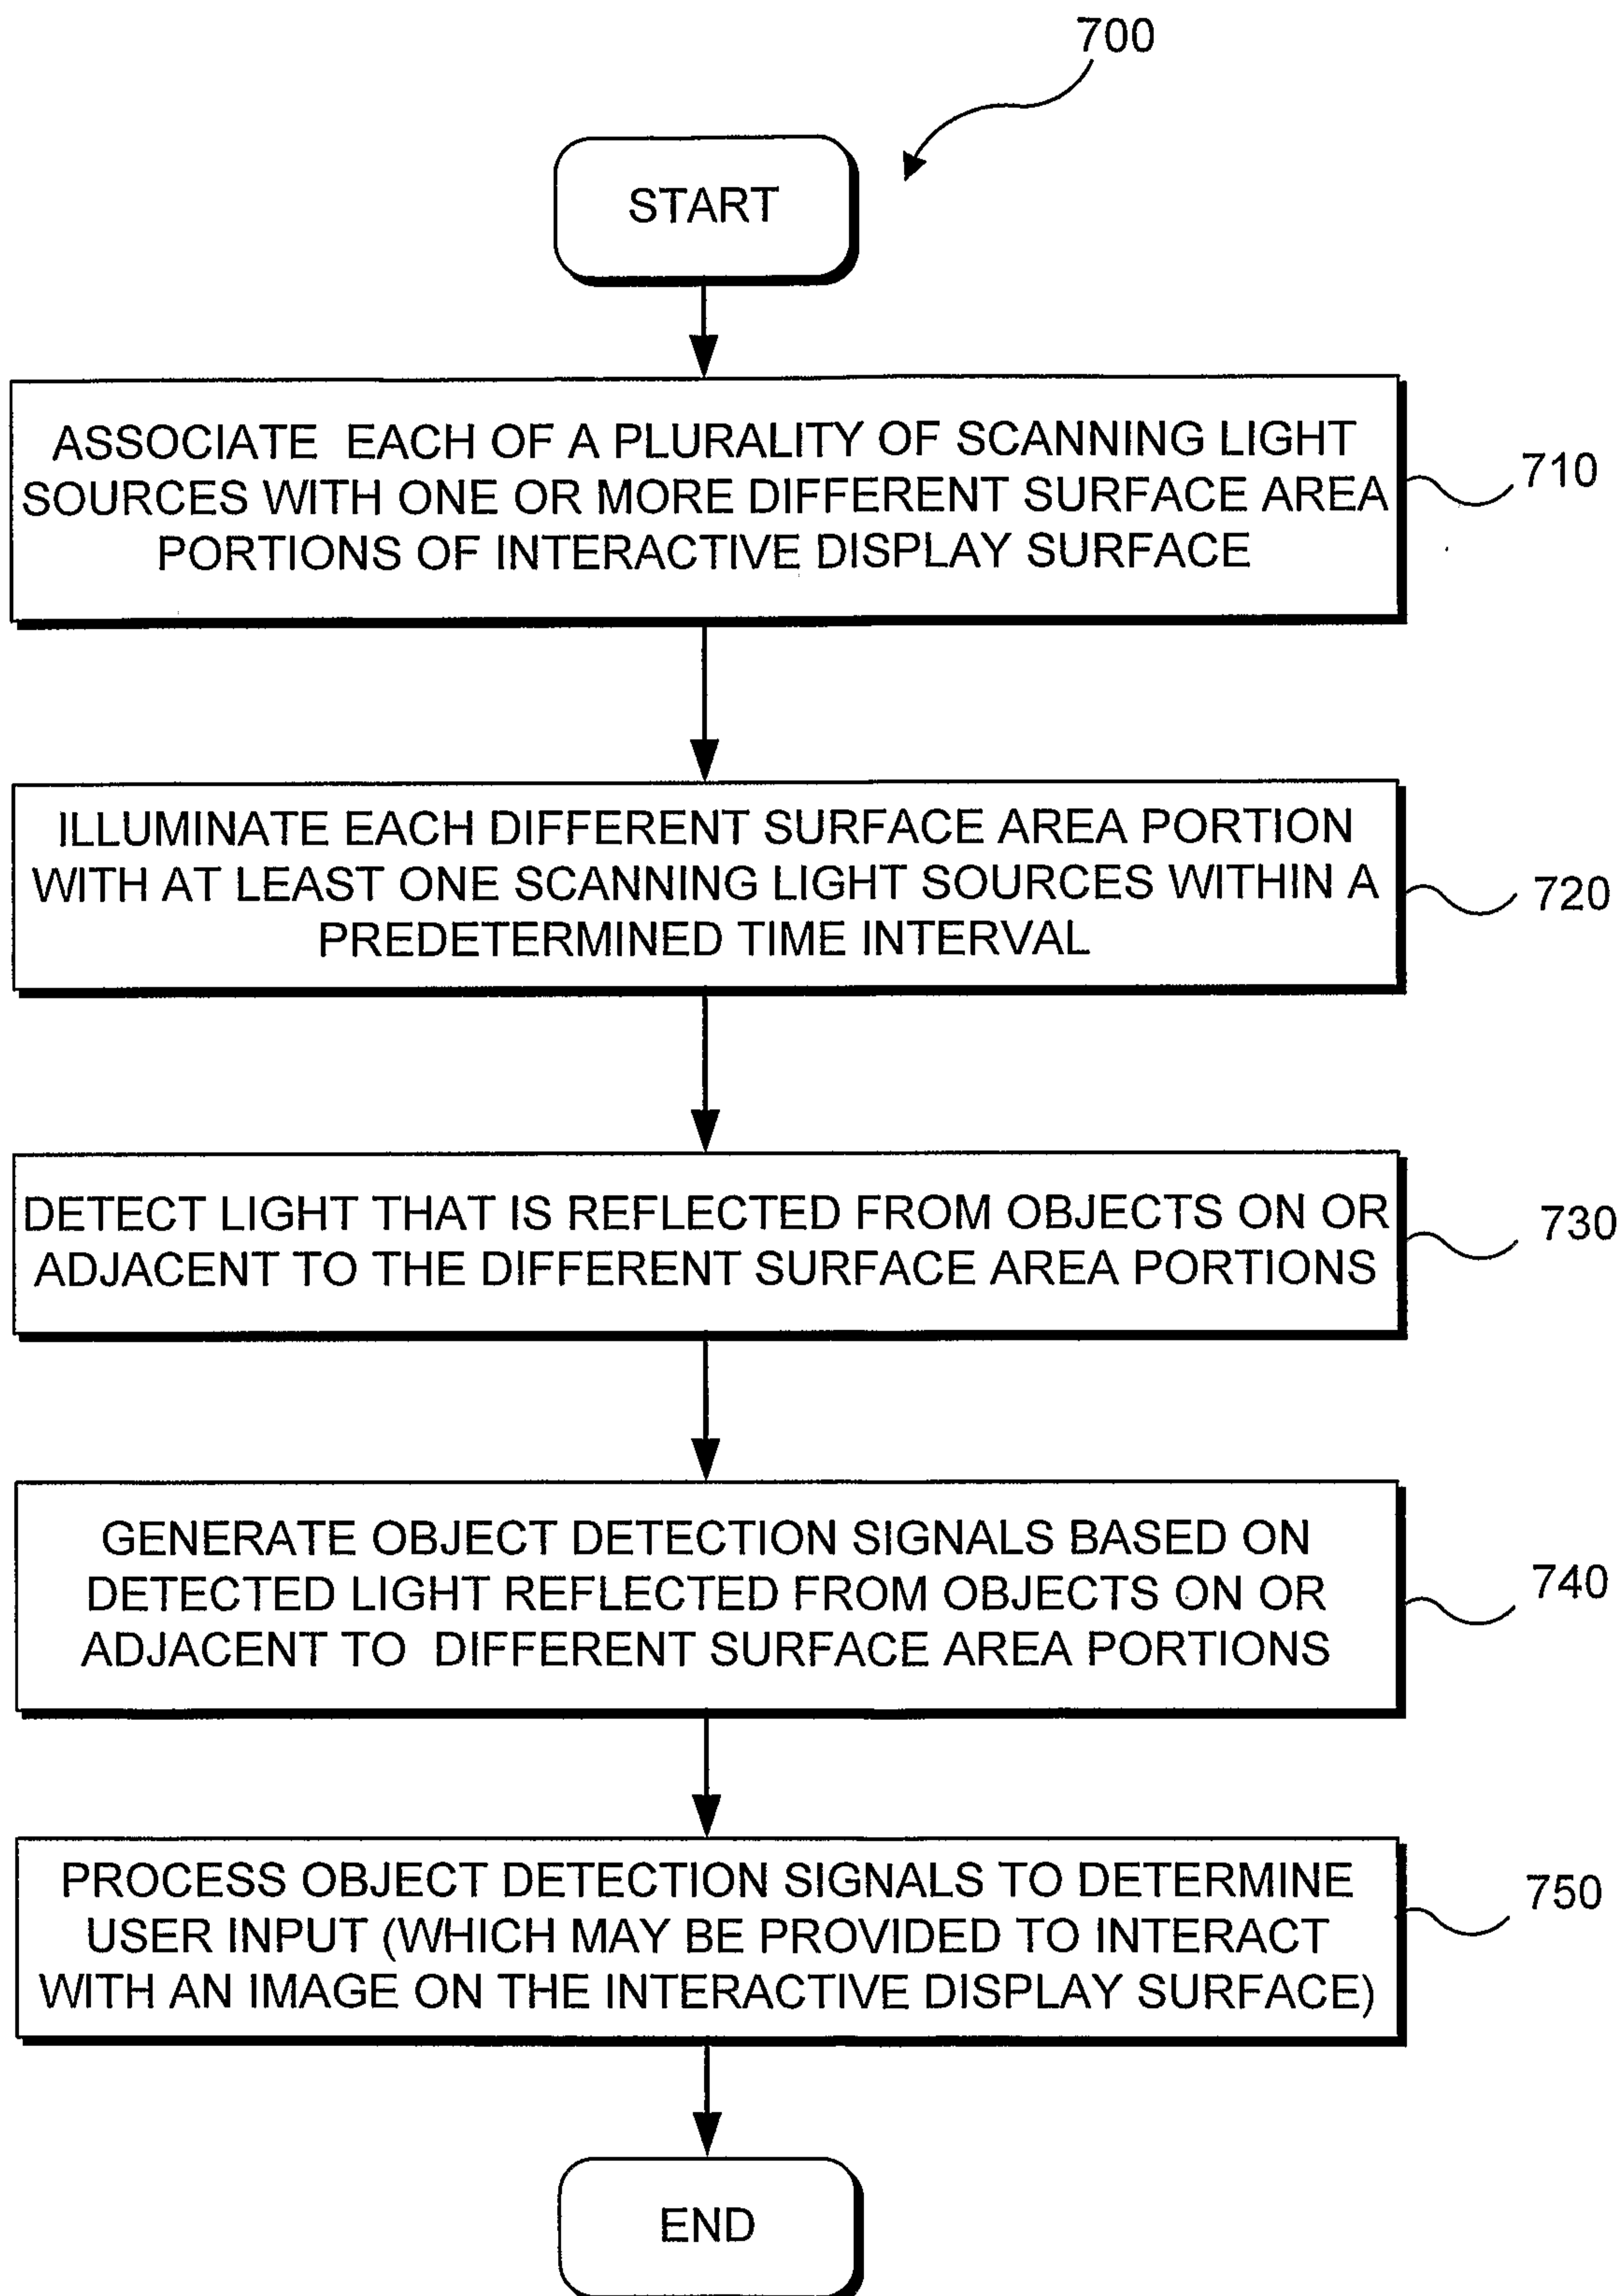 700
START
ASSOCIATE EACH OF A PLURALITY OF SCANNING LIGHT
SOURCES WITH ONE OR MORE DIFFERENT SURFACE AREA
PORTIONS OF INTERACTIVE DISPLAY SURFACE
710
ILLUMINATE EACH DIFFERENT SURFACE AREA PORTION
WITH AT LEAST ONE SCANNING LIGHT SOURCES WITHIN A
PREDETERMINED TIME INTERVAL
720
DETECT LIGHT THAT IS REFLECTED FROM OBJECTS ON OR
ADJACENT TO THE DIFFERENT SURFACE AREA PORTIONS
730
GENERATE OBJECT DETECTION SIGNALS BASED ON
DETECTED LIGHT REFLECTED FROM OBJECTS ON OR
ADJACENT TO DIFFERENT SURFACE AREA PORTIONS
740
PROCESS OBJECT DETECTION SIGNALS TO DETERMINE
USER INPUT (WHICH MAY BE PROVIDED TO INTERACT
WITH AN IMAGE ON THE INTERACTIVE DISPLAY SURFACE)
750
END